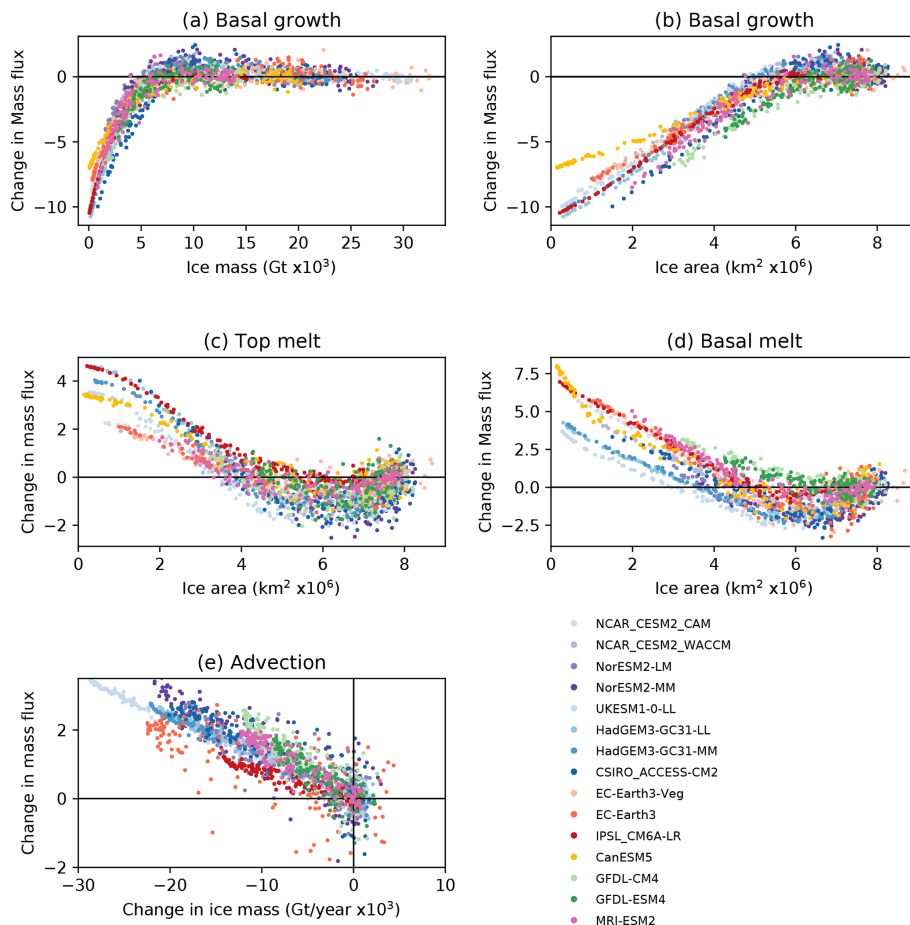 (a) Basal growth
Change in Mass flux
0
−5
−10
0 5 10 15 20 25 30
Ice mass (Gt x10³)
(b) Basal growth
Change in Mass flux
0
−5
−10
0 2 4 6 8
Ice area (km² x10⁶)
(c) Top melt
Change in mass flux
4
2
0
−2
0 2 4 6 8
Ice area (km² x10⁶)
(d) Basal melt
Change in Mass flux
7.5
5.0
2.5
0.0
−2.5
0 2 4 6 8
Ice area (km² x10⁶)
(e) Advection
Change in mass flux
2
0
−2
−30 −20 −10 0 10
Change in ice mass (Gt/year x10³)
NCAR_CESM2_CAM
NCAR_CESM2_WACCM
NorESM2-LM
NorESM2-MM
UKESM1-0-LL
HadGEM3-GC31-LL
HadGEM3-GC31-MM
CSIRO_ACCESS-CM2
EC-Earth3-Veg
EC-Earth3
IPSL_CM6A-LR
CanESM5
GFDL-CM4
GFDL-ESM4
MRI-ESM2